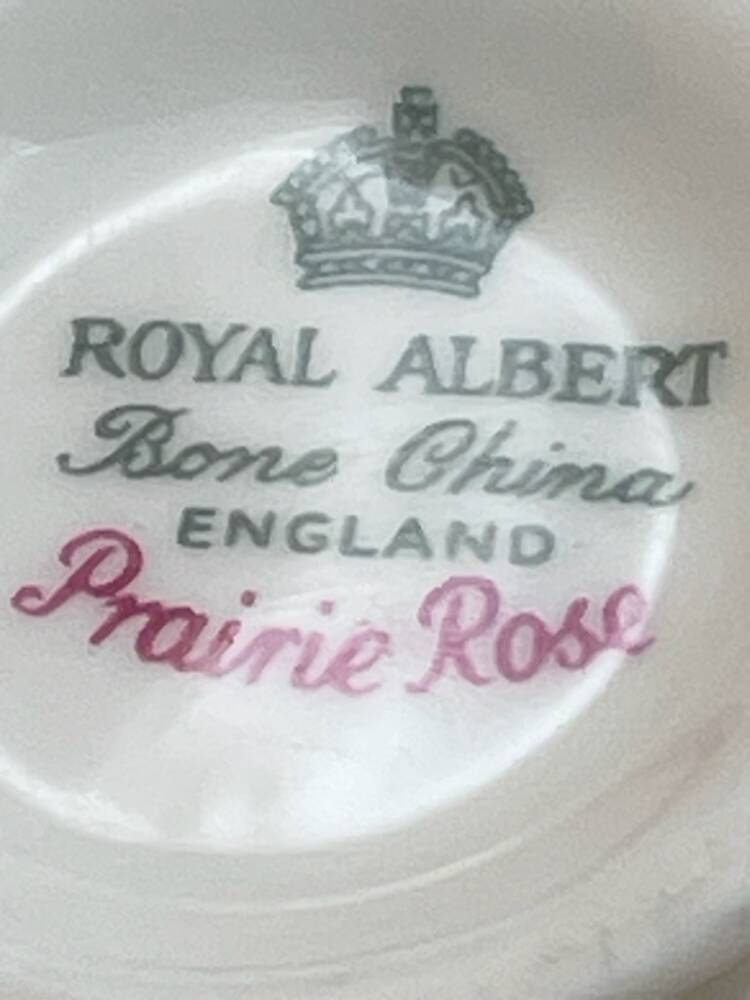 ROYAL ALBERT
Bone China
ENGLAND
Prairie Rose